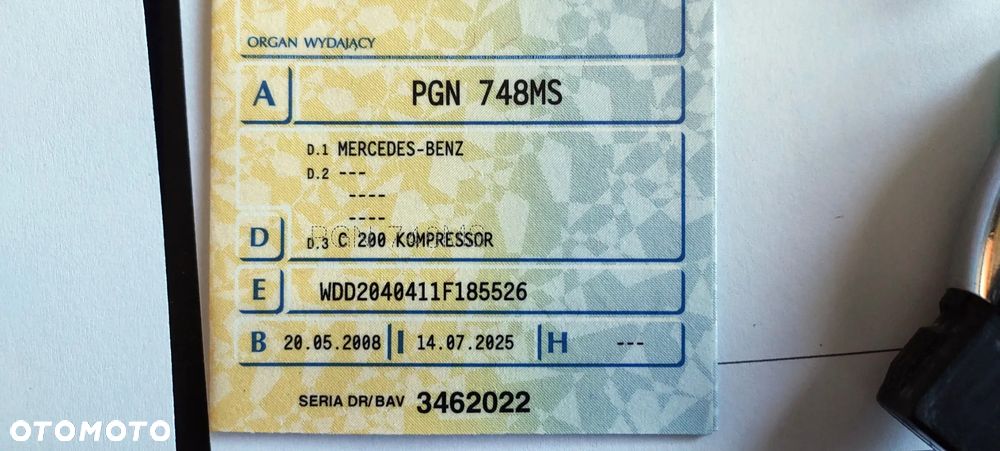 ORGAN WYDAJĄCY
A PGN 748MS
D.1 MERCEDES-BENZ
D.2 ---
----
----
D D.3 C 200 KOMPRESSOR
E WDD2040411F185526
B 20.05.2008 I 14.07.2025 H ---
SERIA DR/BAV 3462022
OTOMOTO